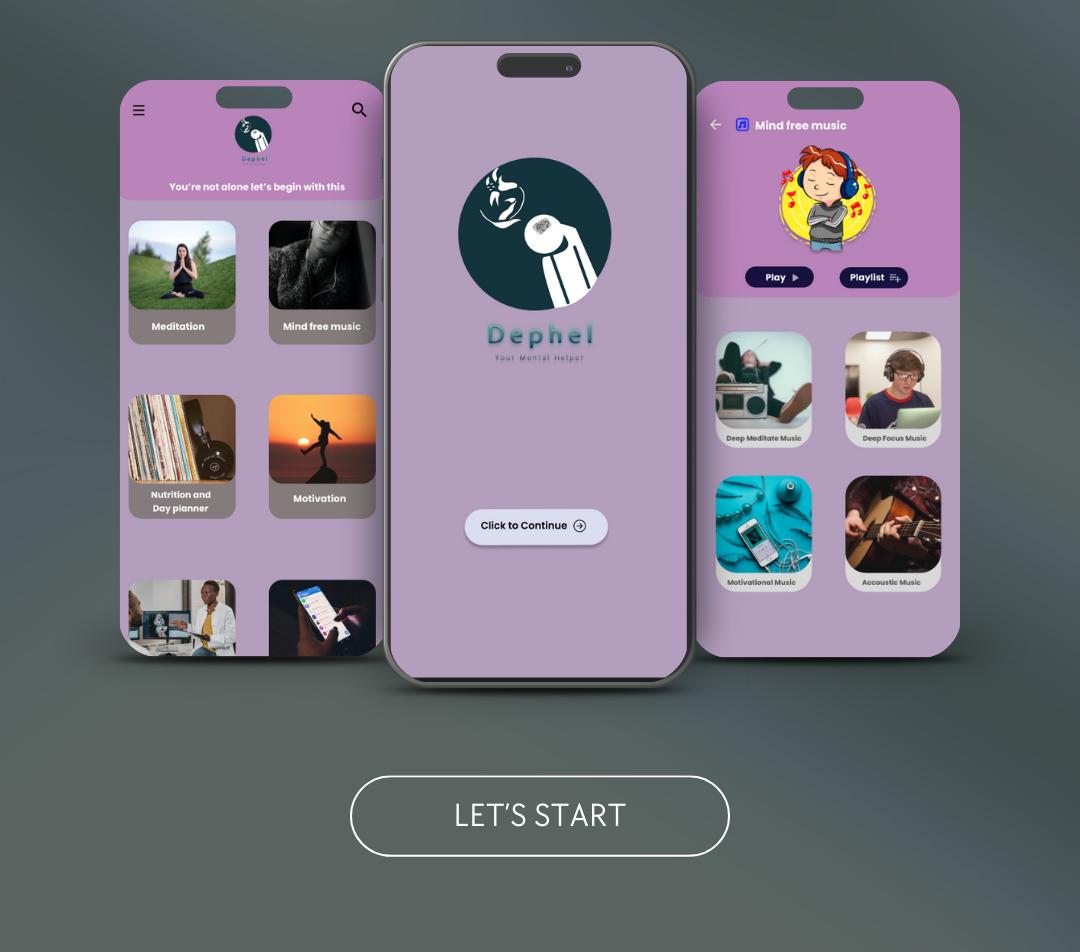 Dephel
You're not alone let's begin with this
Meditation
Mind free music
Nutrition and
Day planner
Motivation
Dephel
Your Mental Helper
Click to Continue
Mind free music
Play
Playlist
Deep Meditate Music
Deep Focus Music
Motivational Music
Accoustic Music
LET'S START